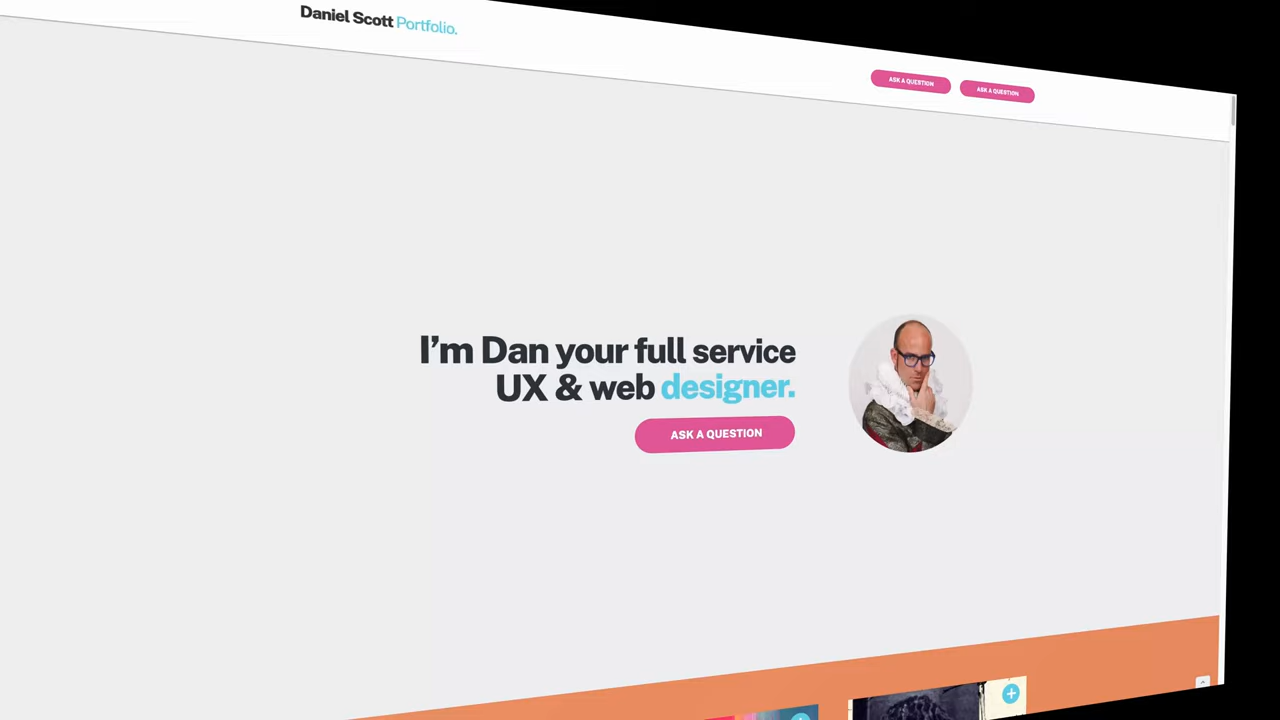 Daniel Scott Portfolio.
ASK A QUESTION
ASK A QUESTION
I'm Dan your full service
UX & web designer.
ASK A QUESTION